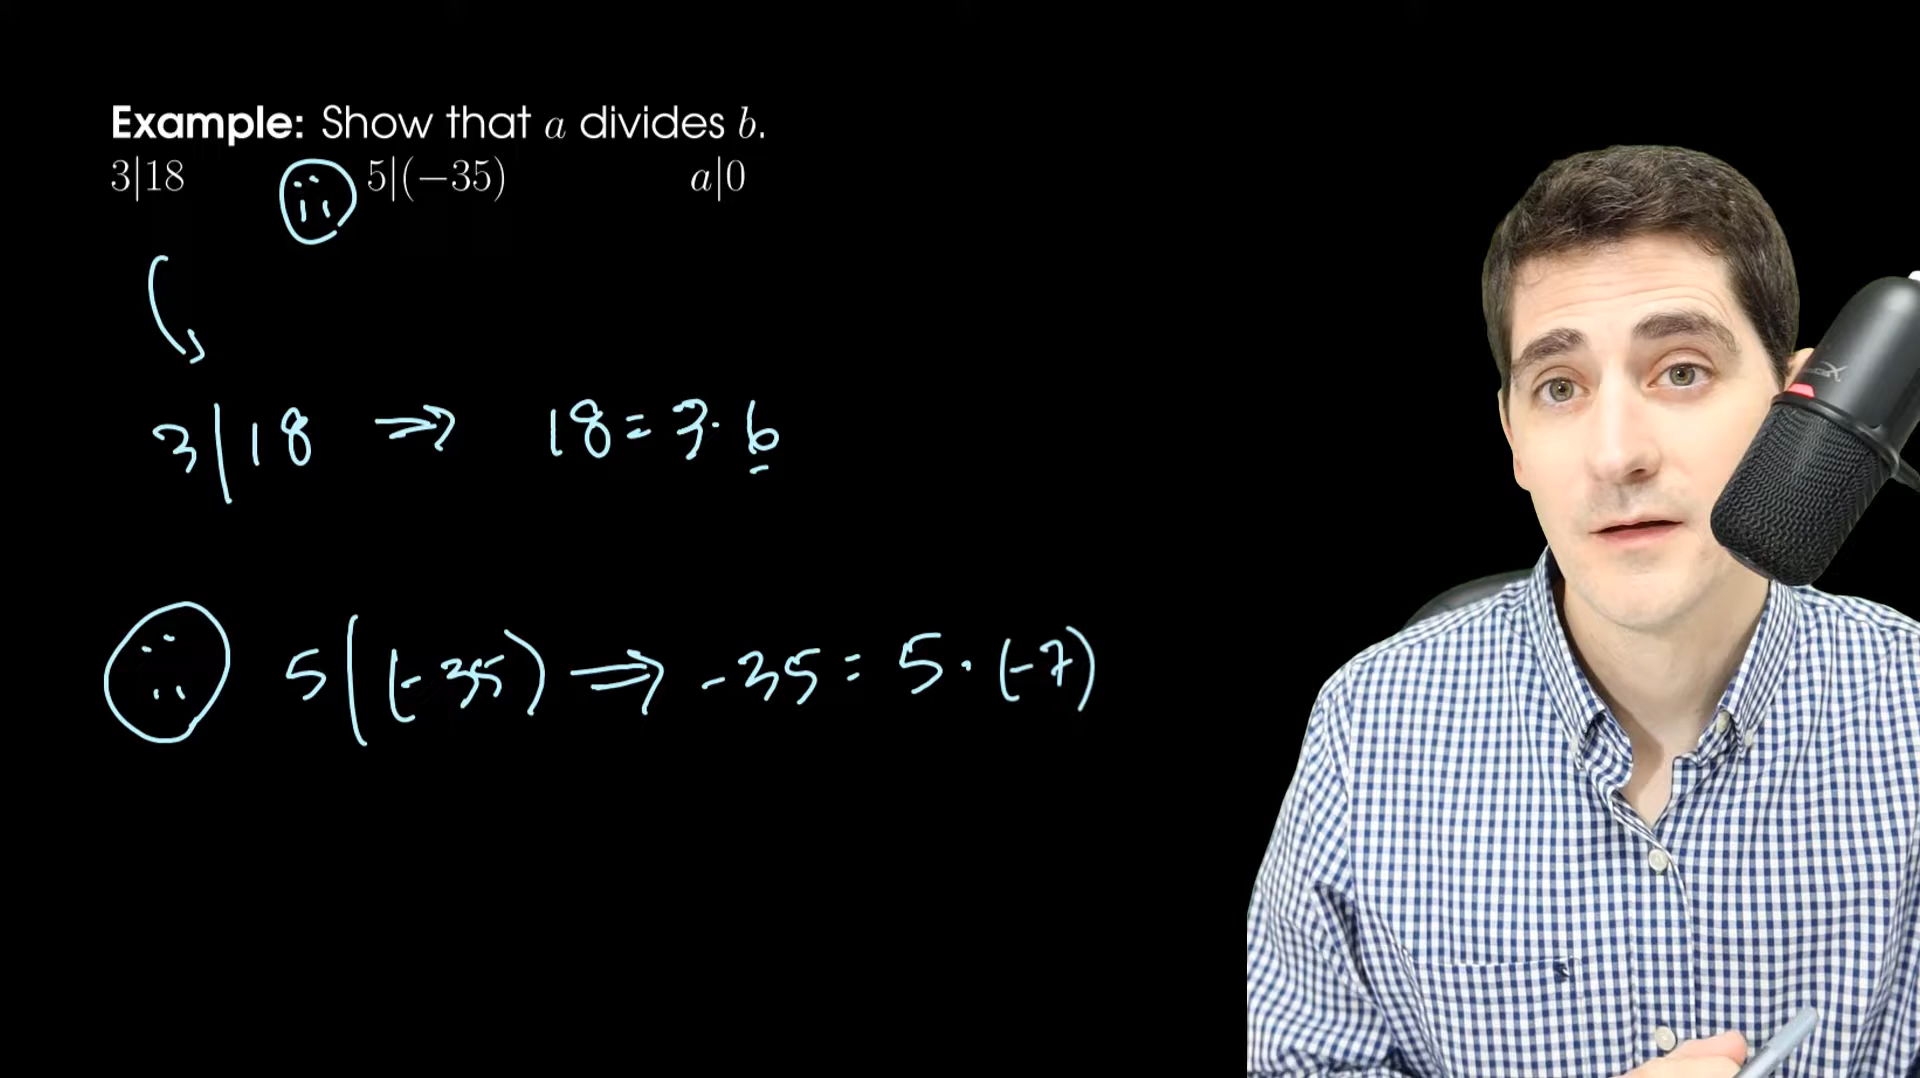 Example: Show that a divides b.
3|18 5|(−35) a|0
3|18 ⇒ 18 = 3 · 6
5|(-35) ⇒ -35 = 5 · (-7)